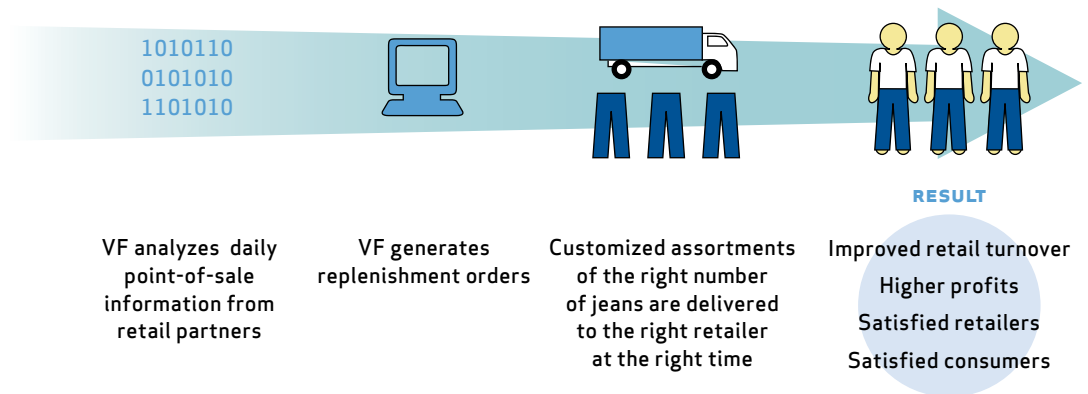 1010110
0101010
1101010
VF analyzes daily
point-of-sale
information from
retail partners
VF generates
replenishment orders
Customized assortments
of the right number
of jeans are delivered
to the right retailer
at the right time
RESULT
Improved retail turnover
Higher profits
Satisfied retailers
Satisfied consumers